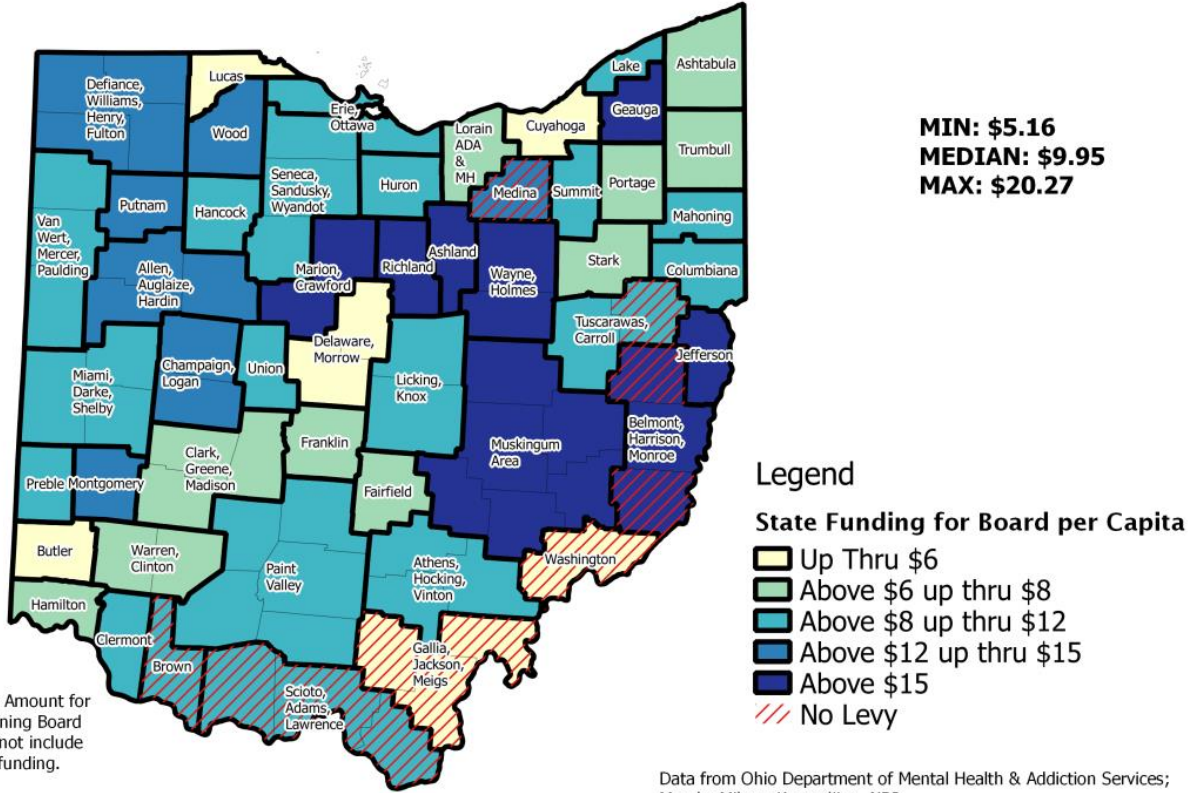 Lake
Ashtabula
Lucas
Defiance,
Williams,
Henry,
Fulton
Geauga
Erie,
Ottawa
Wood
Lorain
ADA
&
MH
Cuyahoga
MIN: $5.16
MEDIAN: $9.95
MAX: $20.27
Trumbull
Seneca,
Sandusky,
Wyandot
Huron
Medina
Summit
Portage
Putnam
Hancock
Mahoning
Van
Wert,
Mercer,
Paulding
Ashland
Stark
Allen,
Auglaize,
Hardin
Marion,
Crawford
Richland
Wayne,
Holmes
Columbiana
Tuscarawas,
Carroll
Delaware,
Morrow
Jefferson
Champaign,
Logan
Union
Miami,
Darke,
Shelby
Licking,
Knox
Belmont,
Harrison,
Monroe
Franklin
Muskingum
Area
Clark,
Greene,
Madison
Preble
Montgomery
Fairfield
Legend
State Funding for Board per Capita
Up Thru $6
Above $6 up thru $8
Above $8 up thru $12
Above $12 up thru $15
Above $15
No Levy
Butler
Warren,
Clinton
Paint
Valley
Athens,
Hocking,
Vinton
Washington
Hamilton
Clermont
Brown
Gallia,
Jackson,
Meigs
Scioto,
Adams,
Lawrence
Amount for
ning Board
not include
funding.
Data from Ohio Department of Mental Health & Addiction Services;